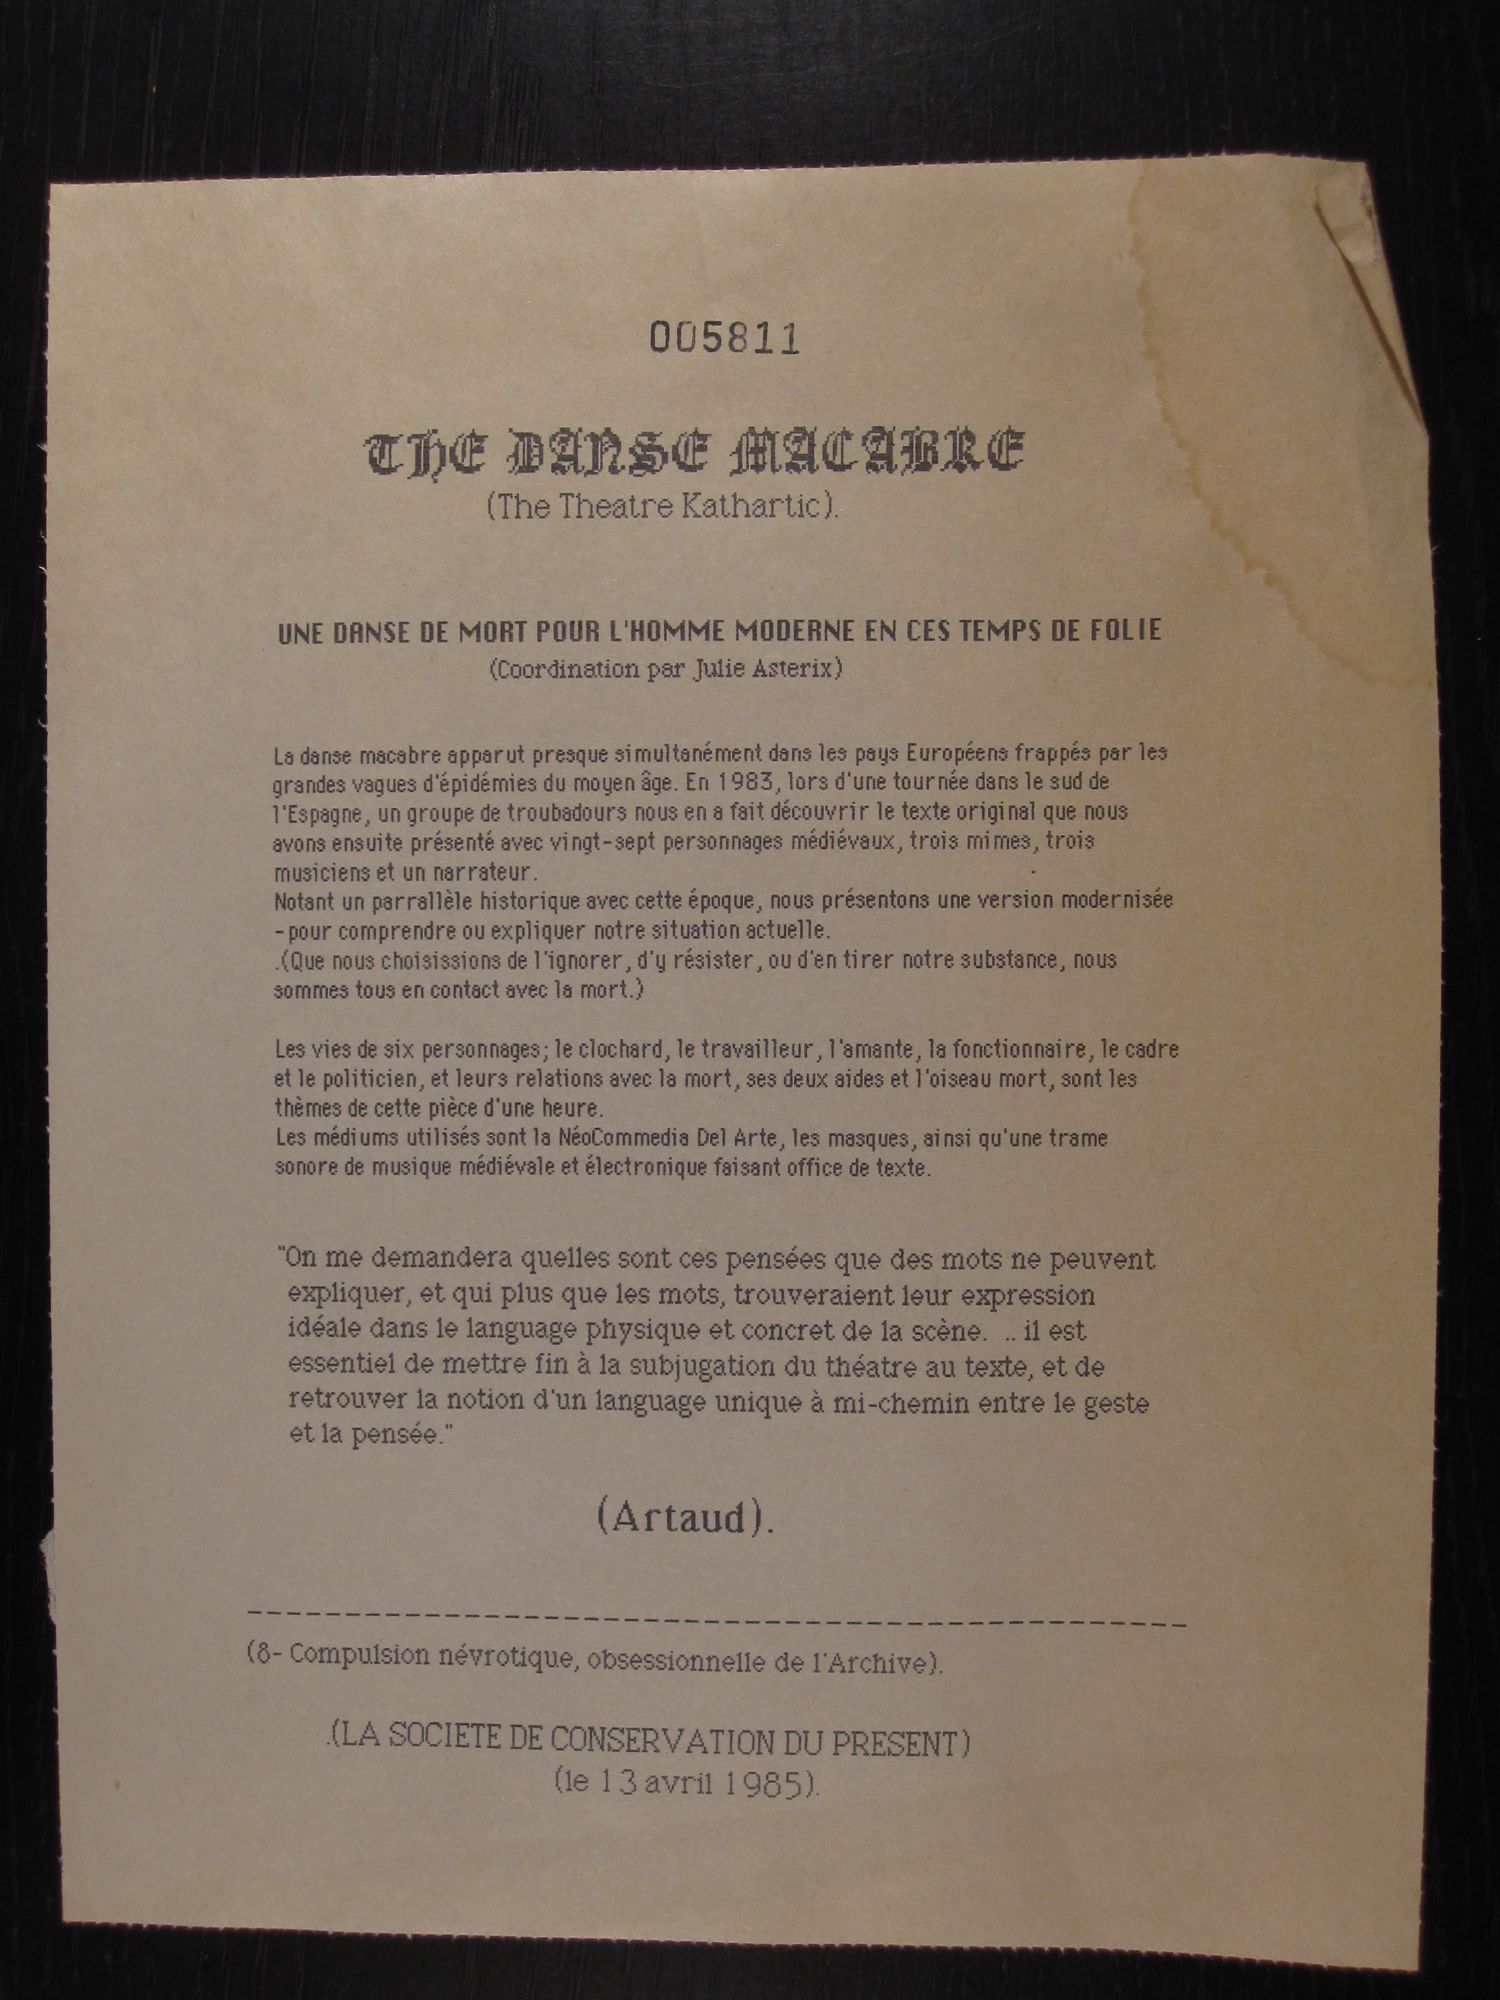 005811
THE DANSE MACABRE
(The Theatre Kathartic).
UNE DANSE DE MORT POUR L'HOMME MODERNE EN CES TEMPS DE FOLIE
(Coordination par Julie Asterix)
La danse macabre apparut presque simultanément dans les pays Européens frappés par les
grandes vagues d'épidémies du moyen âge. En 1983, lors d'une tournée dans le sud de
l'Espagne, un groupe de troubadours nous en a fait découvrir le texte original que nous
avons ensuite présenté avec vingt-sept personnages médiévaux, trois mimes, trois
musiciens et un narrateur.
Notant un parrallèle historique avec cette époque, nous présentons une version modernisée
-pour comprendre ou expliquer notre situation actuelle.
.(Que nous choisissions de l'ignorer, d'y résister, ou d'en tirer notre substance, nous
sommes tous en contact avec la mort.)
Les vies de six personnages; le clochard, le travailleur, l'amante, la fonctionnaire, le cadre
et le politicien, et leurs relations avec la mort, ses deux aides et l'oiseau mort, sont les
thèmes de cette pièce d'une heure.
Les médiums utilisés sont la NéoCommedia Del Arte, les masques, ainsi qu'une trame
sonore de musique médiévale et électronique faisant office de texte.
"On me demandera quelles sont ces pensées que des mots ne peuvent
expliquer, et qui plus que les mots, trouveraient leur expression
idéale dans le language physique et concret de la scène. .. il est
essentiel de mettre fin à la subjugation du théatre au texte, et de
retrouver la notion d'un language unique à mi-chemin entre le geste
et la pensée."
(Artaud).
(8- Compulsion névrotique, obsessionnelle de l'Archive).
.(LA SOCIETE DE CONSERVATION DU PRESENT)
(le 13 avril 1985).